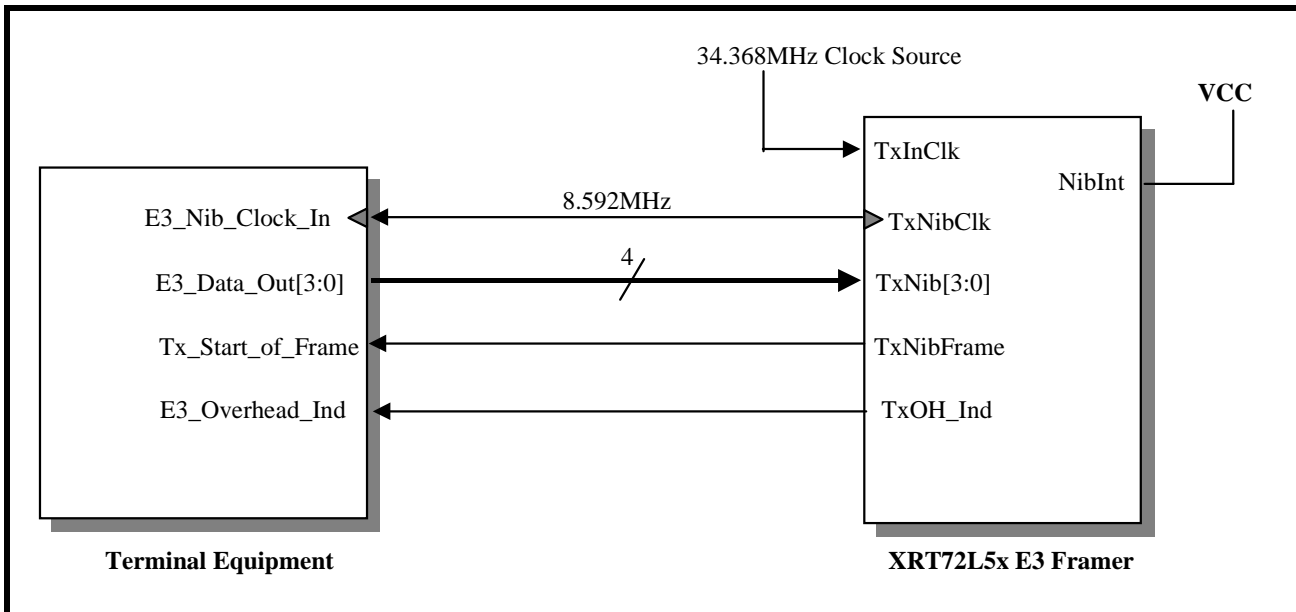 34.368MHz Clock Source
VCC
TxInClk
NibInt
8.592MHz
E3_Nib_Clock_In
TxNibClk
4
E3_Data_Out[3:0]
TxNib[3:0]
Tx_Start_of_Frame
TxNibFrame
E3_Overhead_Ind
TxOH_Ind
Terminal Equipment
XRT72L5x E3 Framer